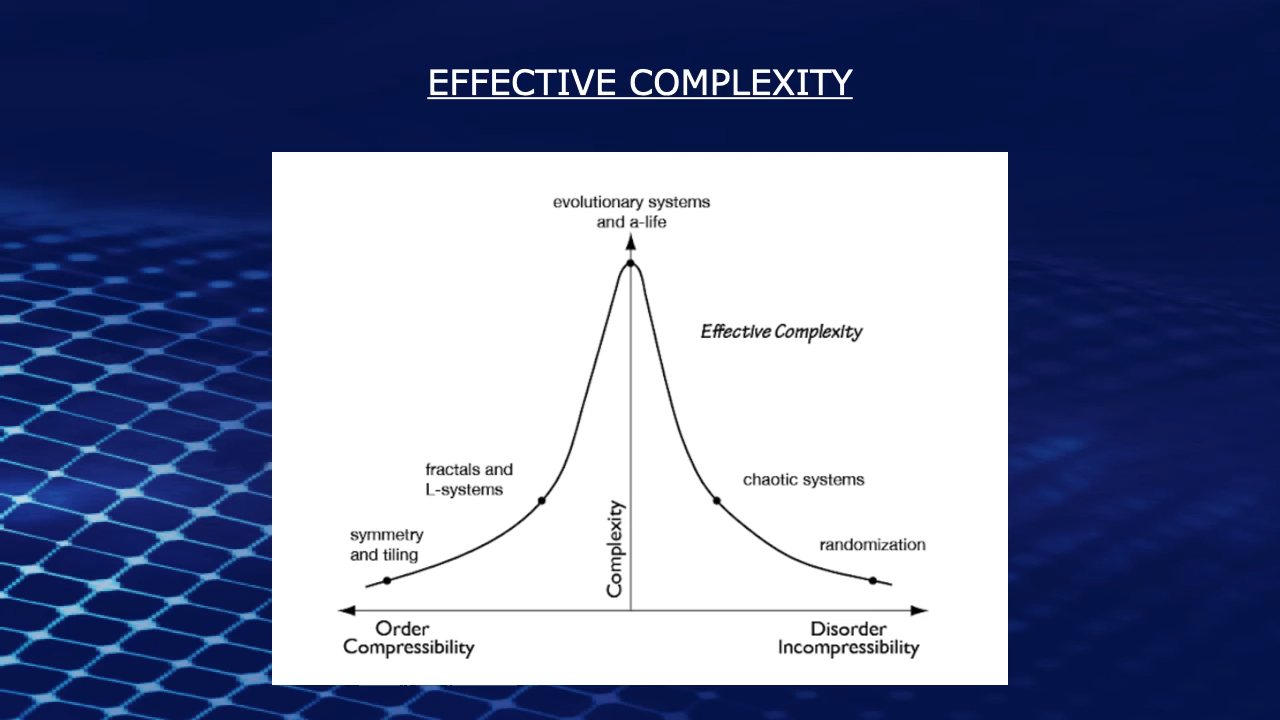 EFFECTIVE COMPLEXITY
evolutionary systems
and a-life
Effective Complexity
fractals and
L-systems
chaotic systems
symmetry
and tiling
randomization
Complexity
Order
Compressibility
Disorder
Incompressibility